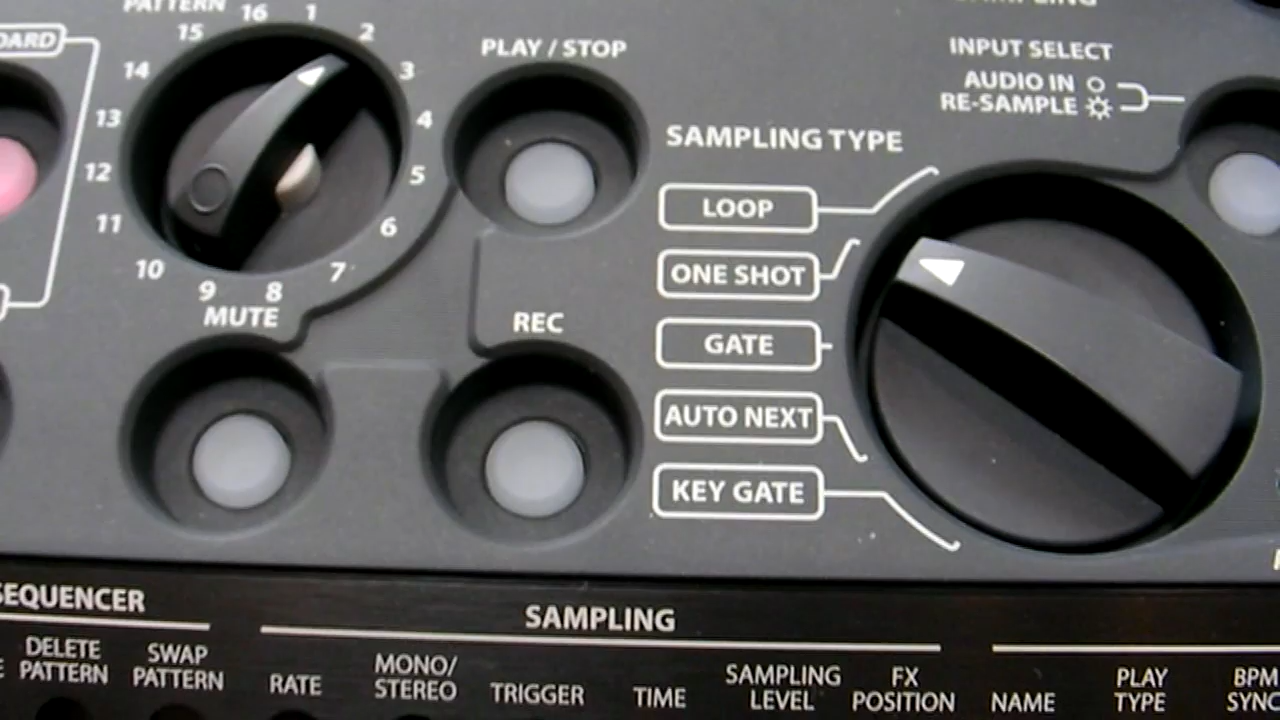 PATTERN
16 1 2 3 4 5 6 7 8 9 10 11 12 13 14 15
MUTE
PLAY / STOP
REC
INPUT SELECT
AUDIO IN
RE-SAMPLE
SAMPLING TYPE
LOOP
ONE SHOT
GATE
AUTO NEXT
KEY GATE
SEQUENCER
DELETE
PATTERN
SWAP
PATTERN
SAMPLING
RATE
MONO/
STEREO
TRIGGER
TIME
SAMPLING
LEVEL
FX
POSITION
NAME
PLAY
TYPE
BPM
SYNC